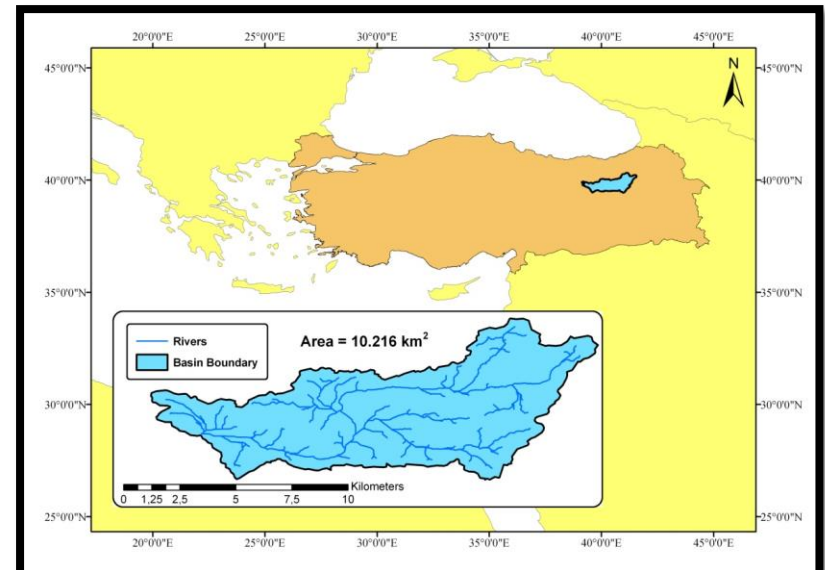 20°0'0"E 25°0'0"E 30°0'0"E 35°0'0"E 40°0'0"E 45°0'0"E
45°0'0"N 45°0'0"N
N
40°0'0"N 40°0'0"N
35°0'0"N 35°0'0"N
Rivers
Basin Boundary
Area = 10.216 km²
30°0'0"N 30°0'0"N
Kilometers
0 1,25 2,5 5 7,5 10
25°0'0"N 25°0'0"N
20°0'0"E 25°0'0"E 30°0'0"E 35°0'0"E 40°0'0"E 45°0'0"E